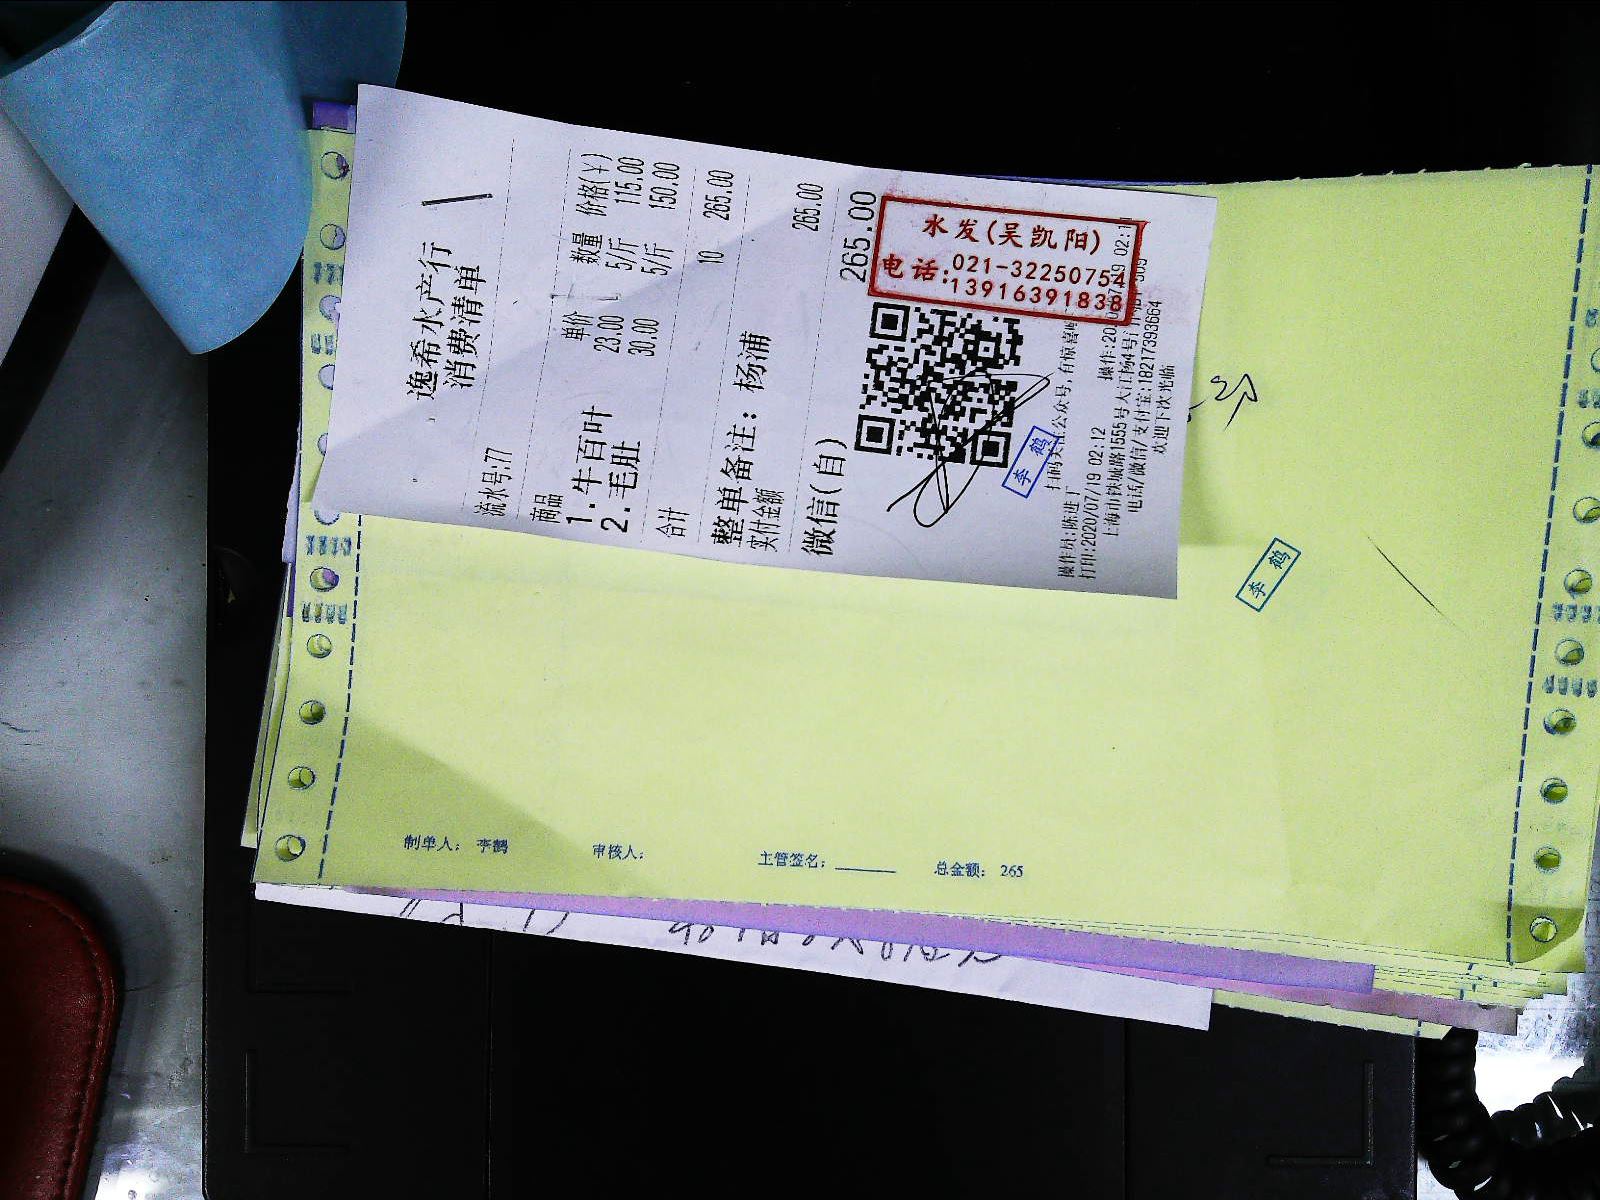 逸希水产行
消费清单
流水号:77
商品 单价 数量 价格(¥)
1.牛百叶 23.00 5/斤 115.00
2.毛肚 30.00 5/斤 150.00
合计 10 265.00
整单备注：杨浦
实付金额 265.00
微信(自) 265.00
水发(吴凯阳)
电话:021-32250754
13916391838
李鹤
操作员:陈进丁
打印:2020/07/19 02:12
上海市铁城路1555号大江杨4号
电话/微信/支付宝:18217393664
欢迎下次光临
李鹤
制单人： 李鹤 审核人： 主管签名： 总金额： 265